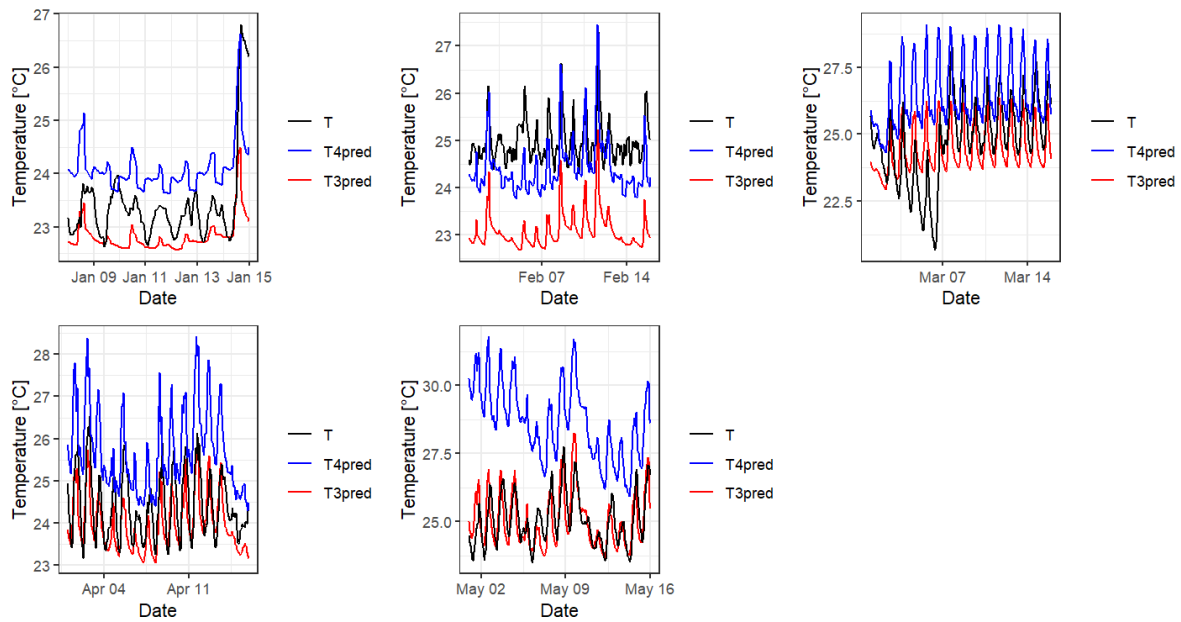 27
26
25
24
23
Temperature [°C]
Jan 09 Jan 11 Jan 13 Jan 15
Date
T
T4pred
T3pred
27
26
25
24
23
Temperature [°C]
Feb 07 Feb 14
Date
T
T4pred
T3pred
27.5
25.0
22.5
Temperature [°C]
Mar 07 Mar 14
Date
T
T4pred
T3pred
28
27
26
25
24
23
Temperature [°C]
Apr 04 Apr 11
Date
T
T4pred
T3pred
30.0
27.5
25.0
Temperature [°C]
May 02 May 09 May 16
Date
T
T4pred
T3pred